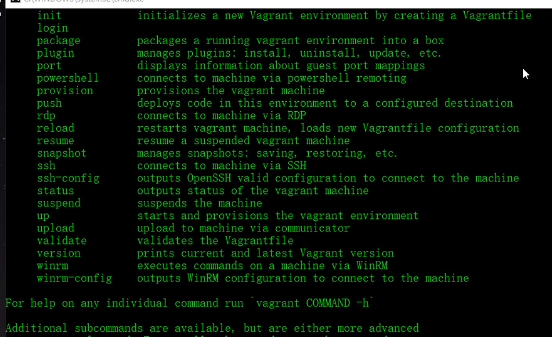 init initializes a new Vagrant environment by creating a Vagrantfile
login
package packages a running vagrant environment into a box
plugin manages plugins: install, uninstall, update, etc.
port displays information about guest port mappings
powershell connects to machine via powershell remoting
provision provisions the vagrant machine
push deploys code in this environment to a configured destination
rdp connects to machine via RDP
reload restarts vagrant machine, loads new Vagrantfile configuration
resume resume a suspended vagrant machine
snapshot manages snapshots: saving, restoring, etc.
ssh connects to machine via SSH
ssh-config outputs OpenSSH valid configuration to connect to the machine
status outputs status of the vagrant machine
suspend suspends the machine
up starts and provisions the vagrant environment
upload upload to machine via communicator
validate validates the Vagrantfile
version prints current and latest Vagrant version
winrm executes commands on a machine via WinRM
winrm-config outputs WinRM configuration to connect to the machine
For help on any individual command run `vagrant COMMAND -h`
Additional subcommands are available, but are either more advanced